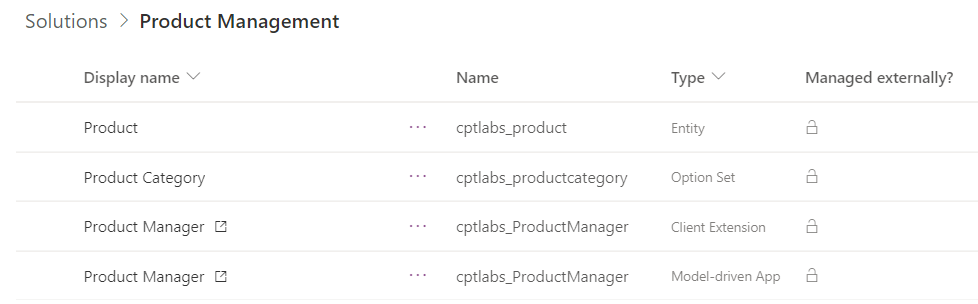 Solutions > Product Management
Display name Name Type Managed externally?
Product ... cptlabs_product Entity
Product Category ... cptlabs_productcategory Option Set
Product Manager ... cptlabs_ProductManager Client Extension
Product Manager ... cptlabs_ProductManager Model-driven App